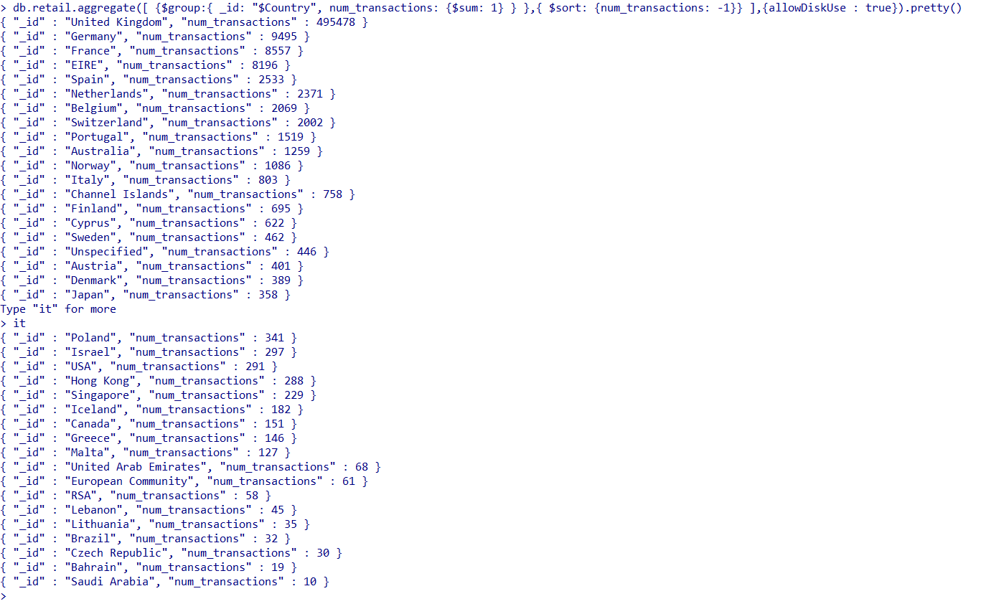 > db.retail.aggregate([ {$group:{ _id: "$Country", num_transactions: {$sum: 1} } },{ $sort: {num_transactions: -1}} ],{allowDiskUse : true}).pretty()
{ "_id" : "United Kingdom", "num_transactions" : 495478 }
{ "_id" : "Germany", "num_transactions" : 9495 }
{ "_id" : "France", "num_transactions" : 8557 }
{ "_id" : "EIRE", "num_transactions" : 8196 }
{ "_id" : "Spain", "num_transactions" : 2533 }
{ "_id" : "Netherlands", "num_transactions" : 2371 }
{ "_id" : "Belgium", "num_transactions" : 2069 }
{ "_id" : "Switzerland", "num_transactions" : 2002 }
{ "_id" : "Portugal", "num_transactions" : 1519 }
{ "_id" : "Australia", "num_transactions" : 1259 }
{ "_id" : "Norway", "num_transactions" : 1086 }
{ "_id" : "Italy", "num_transactions" : 803 }
{ "_id" : "Channel Islands", "num_transactions" : 758 }
{ "_id" : "Finland", "num_transactions" : 695 }
{ "_id" : "Cyprus", "num_transactions" : 622 }
{ "_id" : "Sweden", "num_transactions" : 462 }
{ "_id" : "Unspecified", "num_transactions" : 446 }
{ "_id" : "Austria", "num_transactions" : 401 }
{ "_id" : "Denmark", "num_transactions" : 389 }
{ "_id" : "Japan", "num_transactions" : 358 }
Type "it" for more
> it
{ "_id" : "Poland", "num_transactions" : 341 }
{ "_id" : "Israel", "num_transactions" : 297 }
{ "_id" : "USA", "num_transactions" : 291 }
{ "_id" : "Hong Kong", "num_transactions" : 288 }
{ "_id" : "Singapore", "num_transactions" : 229 }
{ "_id" : "Iceland", "num_transactions" : 182 }
{ "_id" : "Canada", "num_transactions" : 151 }
{ "_id" : "Greece", "num_transactions" : 146 }
{ "_id" : "Malta", "num_transactions" : 127 }
{ "_id" : "United Arab Emirates", "num_transactions" : 68 }
{ "_id" : "European Community", "num_transactions" : 61 }
{ "_id" : "RSA", "num_transactions" : 58 }
{ "_id" : "Lebanon", "num_transactions" : 45 }
{ "_id" : "Lithuania", "num_transactions" : 35 }
{ "_id" : "Brazil", "num_transactions" : 32 }
{ "_id" : "Czech Republic", "num_transactions" : 30 }
{ "_id" : "Bahrain", "num_transactions" : 19 }
{ "_id" : "Saudi Arabia", "num_transactions" : 10 }
>